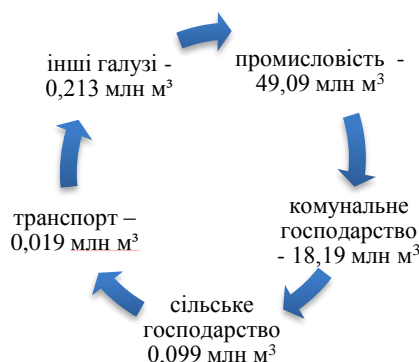 інші галузі -
0,213 млн м³
промисловість -
49,09 млн м³
комунальне
господарство
- 18,19 млн м³
сільське
господарство
0,099 млн м³
транспорт –
0,019 млн м³